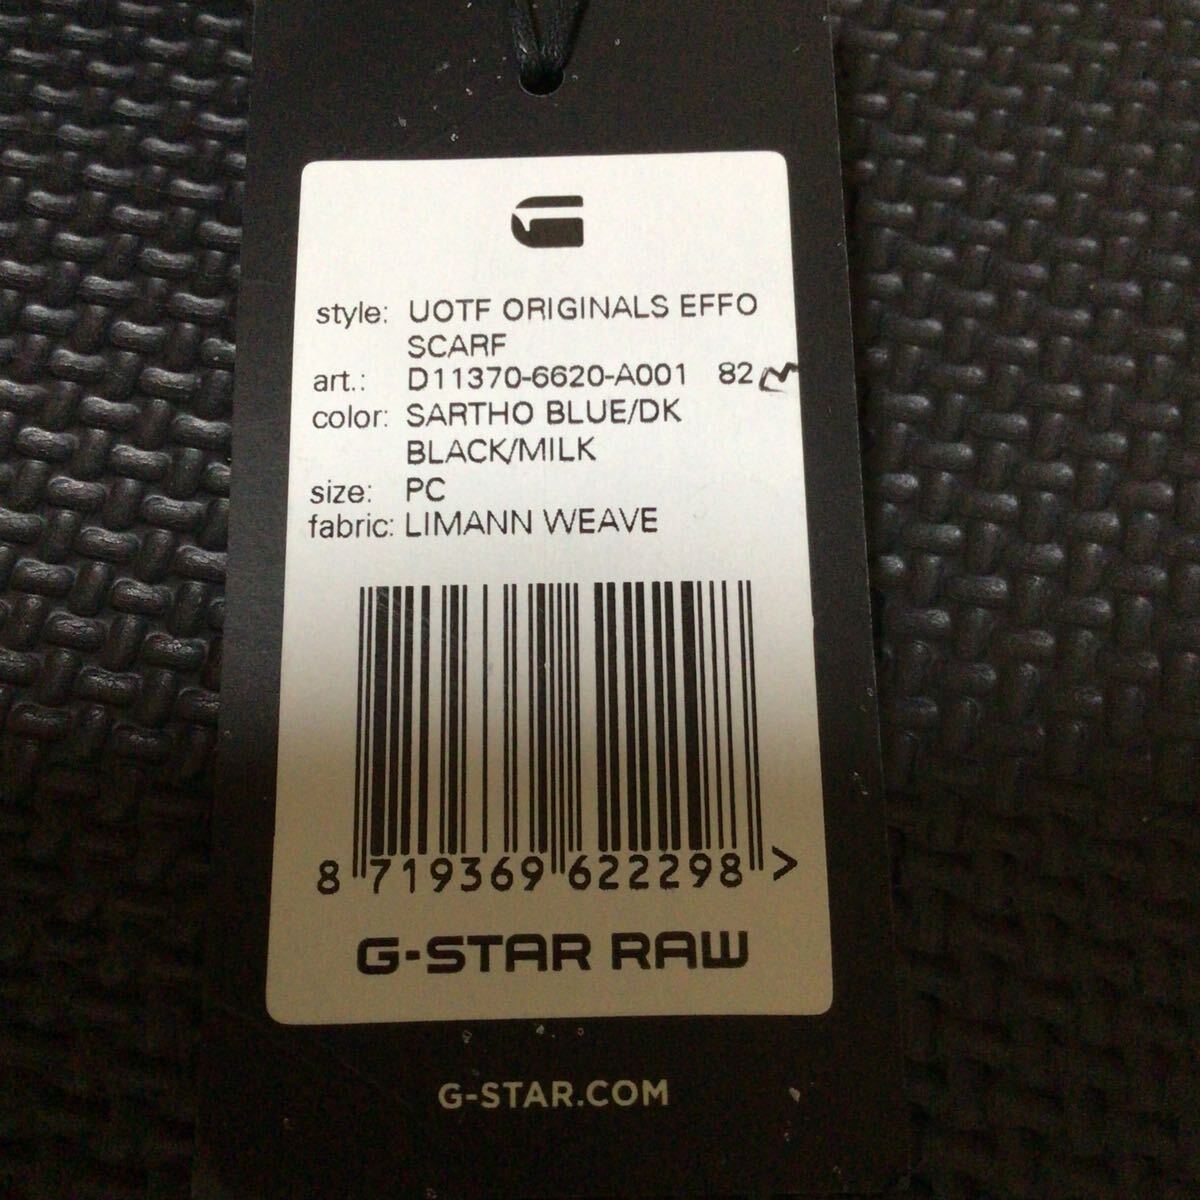 style: UOTF ORIGINALS EFFO
SCARF
art.: D11370-6620-A001 82
color: SARTHO BLUE/DK
BLACK/MILK
size: PC
fabric: LIMANN WEAVE
8 719369 622298 >
G-STAR RAW
G-STAR.COM